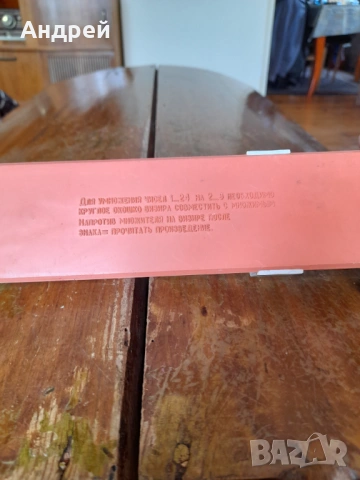 Андрей
Для умножения чисел 1...24 на 2...9 необходимо
круглое окошко визира совместить с множимым.
Напротив множителя на визире после
знака= прочитать произведение.
BAZAR